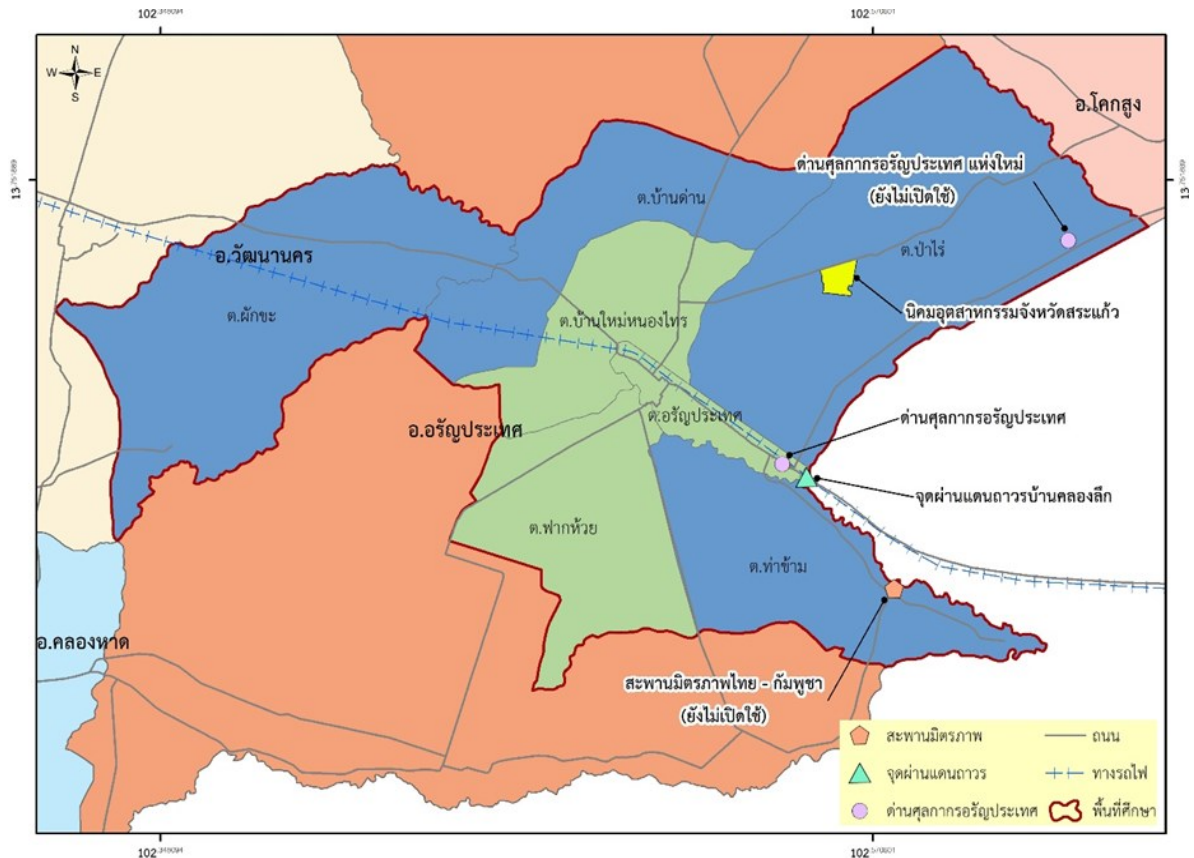 102.349094
102.570601
N
W E
S
13.751889
13.751889
อ.โคกสูง
ด่านศุลกากรอรัญประเทศ แห่งใหม่
(ยังไม่เปิดใช้)
ต.บ้านด่าน
ต.ป่าไร่
อ.วัฒนานคร
นิคมอุตสาหกรรมจังหวัดสระแก้ว
ต.ผักขะ
ต.บ้านใหม่หนองไทร
ต.อรัญประเทศ
ด่านศุลกากรอรัญประเทศ
อ.อรัญประเทศ
จุดผ่านแดนถาวรบ้านคลองลึก
ต.ฟากห้วย
ต.ท่าข้าม
อ.คลองหาด
สะพานมิตรภาพไทย - กัมพูชา
(ยังไม่เปิดใช้)
สะพานมิตรภาพ
ถนน
จุดผ่านแดนถาวร
ทางรถไฟ
ด่านศุลกากรอรัญประเทศ
พื้นที่ศึกษา
102.349094
102.570601